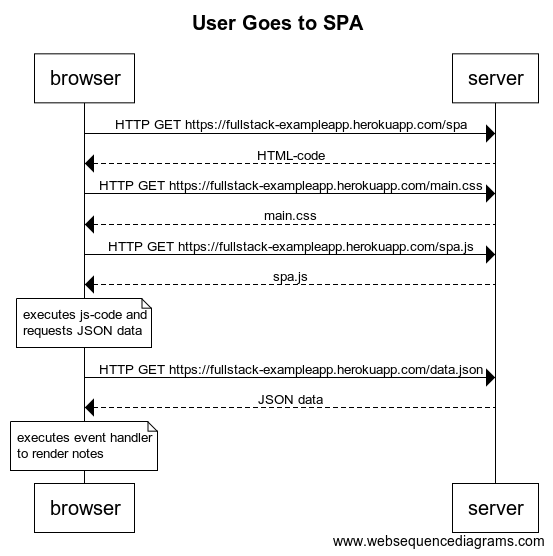 User Goes to SPA
browser
server
HTTP GET https://fullstack-exampleapp.herokuapp.com/spa
HTML-code
HTTP GET https://fullstack-exampleapp.herokuapp.com/main.css
main.css
HTTP GET https://fullstack-exampleapp.herokuapp.com/spa.js
spa.js
executes js-code and
requests JSON data
HTTP GET https://fullstack-exampleapp.herokuapp.com/data.json
JSON data
executes event handler
to render notes
browser
server
www.websequencediagrams.com